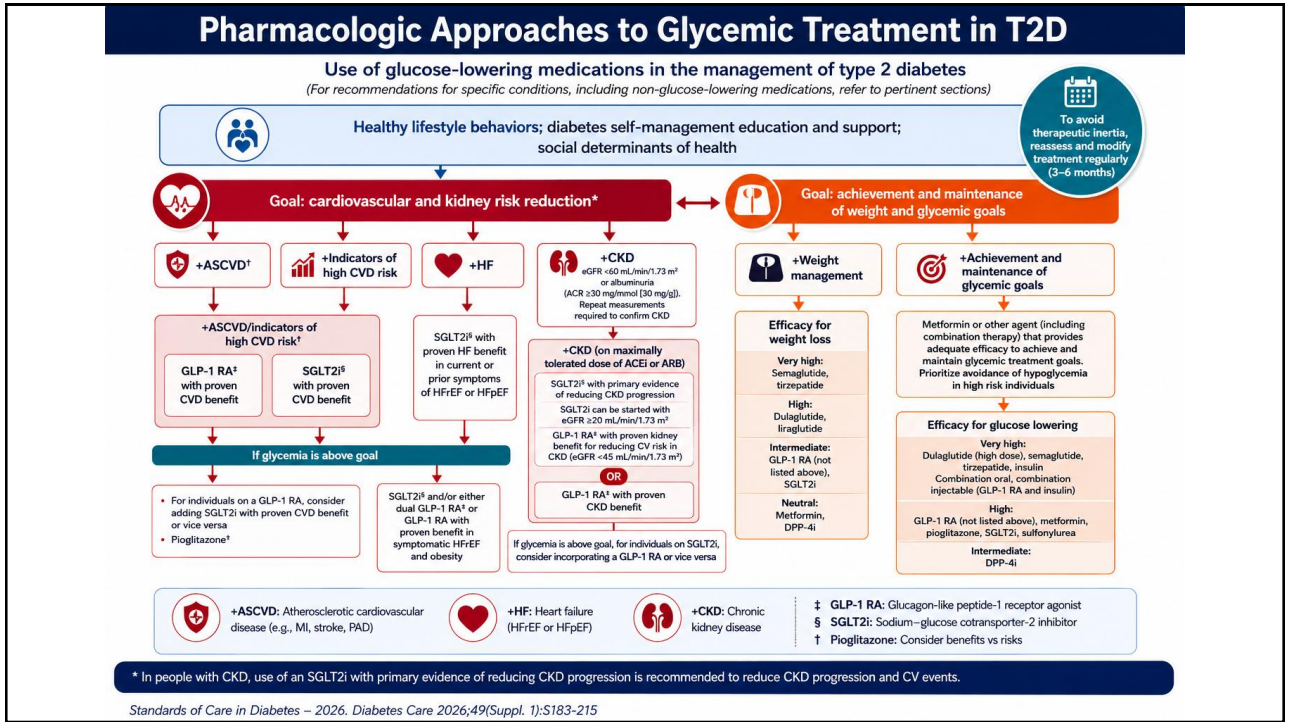 Pharmacologic Approaches to Glycemic Treatment in T2D
Use of glucose-lowering medications in the management of type 2 diabetes
(For recommendations for specific conditions, including non-glucose-lowering medications, refer to pertinent sections)
To avoid
therapeutic inertia,
reassess and modify
treatment regularly
(3–6 months)
Healthy lifestyle behaviors; diabetes self-management education and support;
social determinants of health
Goal: cardiovascular and kidney risk reduction*
Goal: achievement and maintenance
of weight and glycemic goals
+ASCVD†
+Indicators of
high CVD risk
+HF
+CKD
eGFR <60 mL/min/1.73 m²
or albuminuria
(ACR ≥30 mg/mmol [30 mg/g]).
Repeat measurements
required to confirm CKD
+Weight
management
+Achievement and
maintenance of
glycemic goals
+ASCVD/indicators of
high CVD risk†
GLP-1 RA‡
with proven
CVD benefit
SGLT2i§
with proven
CVD benefit
SGLT2i§ with
proven HF benefit
in current or
prior symptoms
of HFrEF or HFpEF
+CKD (on maximally
tolerated dose of ACEi or ARB)
SGLT2i§ with primary evidence
of reducing CKD progression
SGLT2i can be started with
eGFR ≥20 mL/min/1.73 m²
GLP-1 RA‡ with proven kidney
benefit for reducing CV risk in
CKD (eGFR <45 mL/min/1.73 m²)
OR
GLP-1 RA‡ with proven
CKD benefit
If glycemia is above goal
For individuals on a GLP-1 RA, consider
adding SGLT2i with proven CVD benefit
or vice versa
Pioglitazone‡
SGLT2i§ and/or either
dual GLP-1 RA‡ or
GLP-1 RA with
proven benefit in
symptomatic HFrEF
and obesity
If glycemia is above goal, for individuals on SGLT2i,
consider incorporating a GLP-1 RA or vice versa
Efficacy for
weight loss
Very high:
Semaglutide,
tirzepatide
High:
Dulaglutide,
liraglutide
Intermediate:
GLP-1 RA (not
listed above),
SGLT2i
Neutral:
Metformin,
DPP-4i
Metformin or other agent (including
combination therapy) that provides
adequate efficacy to achieve and
maintain glycemic treatment goals.
Prioritize avoidance of hypoglycemia
in high risk individuals
Efficacy for glucose lowering
Very high:
Dulaglutide (high dose), semaglutide,
tirzepatide, insulin
Combination oral, combination
injectable (GLP-1 RA and insulin)
High:
GLP-1 RA (not listed above), metformin,
pioglitazone, SGLT2i, sulfonylurea
Intermediate:
DPP-4i
+ASCVD: Atherosclerotic cardiovascular
disease (e.g., MI, stroke, PAD)
+HF: Heart failure
(HFrEF or HFpEF)
+CKD: Chronic
kidney disease
‡ GLP-1 RA: Glucagon-like peptide-1 receptor agonist
§ SGLT2i: Sodium–glucose cotransporter-2 inhibitor
† Pioglitazone: Consider benefits vs risks
* In people with CKD, use of an SGLT2i with primary evidence of reducing CKD progression is recommended to reduce CKD progression and CV events.
Standards of Care in Diabetes – 2026. Diabetes Care 2026;49(Suppl. 1):S183-215